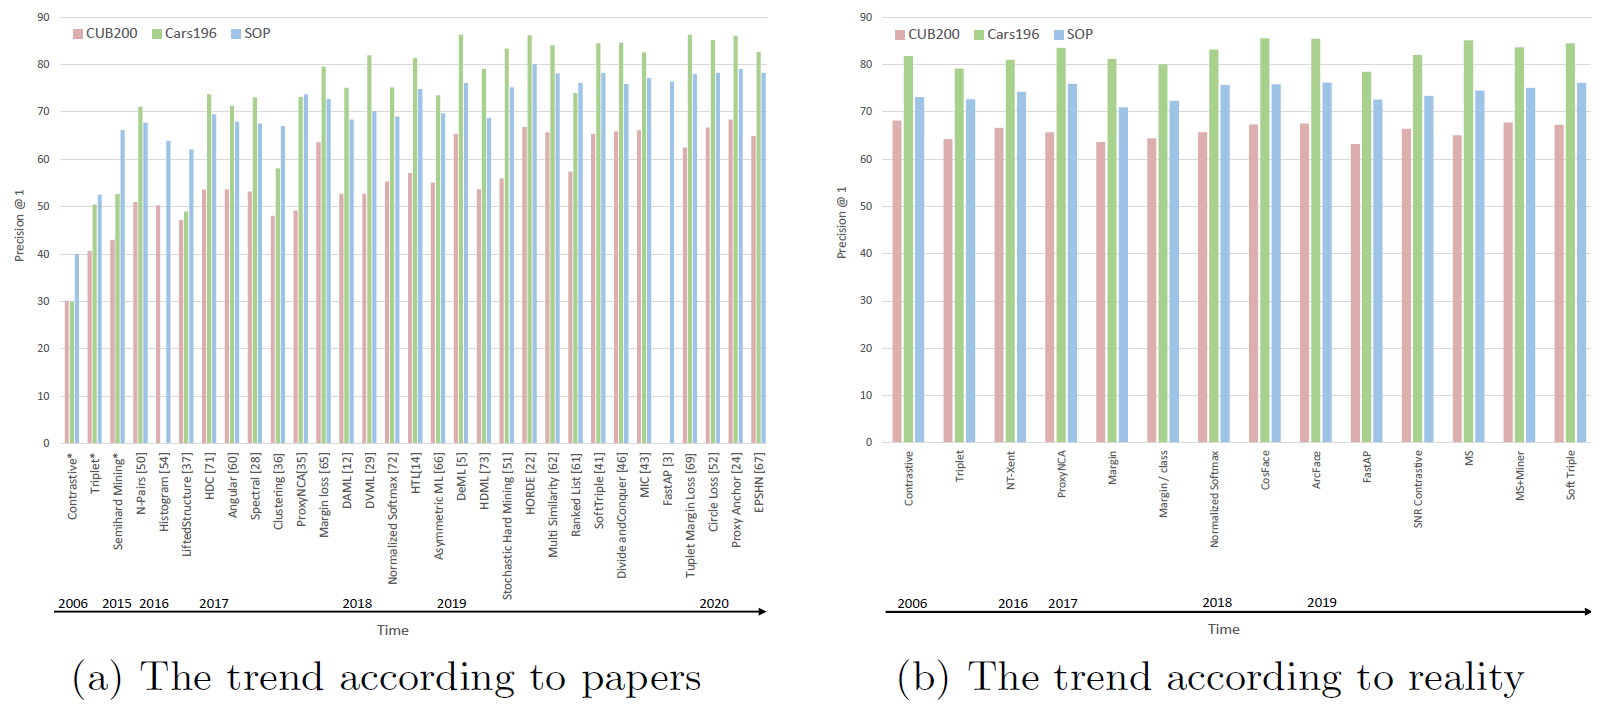 90
CUB200 Cars196 SOP
80
70
60
50
40
30
20
10
0
Precision @ 1
Contrastive*
Triplet*
Semihard Mining*
N-Pairs [50]
Histogram [54]
LiftedStructure [37]
HDC [71]
Angular [60]
Spectral [28]
Clustering [36]
ProxyNCA[35]
Margin loss [65]
DAML [12]
DVML [29]
Normalized Softmax [72]
HTL[14]
Asymmetric ML [66]
DeML [5]
HDML [73]
Stochastic Hard Mining [51]
HORDE [22]
Multi Similarity [62]
Ranked List [61]
SoftTriple [41]
Divide andConquer [46]
MIC [43]
FastAP [3]
Tuplet Margin Loss [69]
Circle Loss [52]
Proxy Anchor [24]
EPSHN [67]
2006 2015 2016 2017 2018 2019 2020
Time
(a) The trend according to papers
90
CUB200 Cars196 SOP
80
70
60
50
40
30
20
10
0
Precision @ 1
Contrastive
Triplet
NT-Xent
ProxyNCA
Margin
Margin / class
Normalized Softmax
CosFace
ArcFace
FastAP
SNR Contrastive
MS
MS+Miner
Soft Triple
2006 2016 2017 2018 2019
Time
(b) The trend according to reality